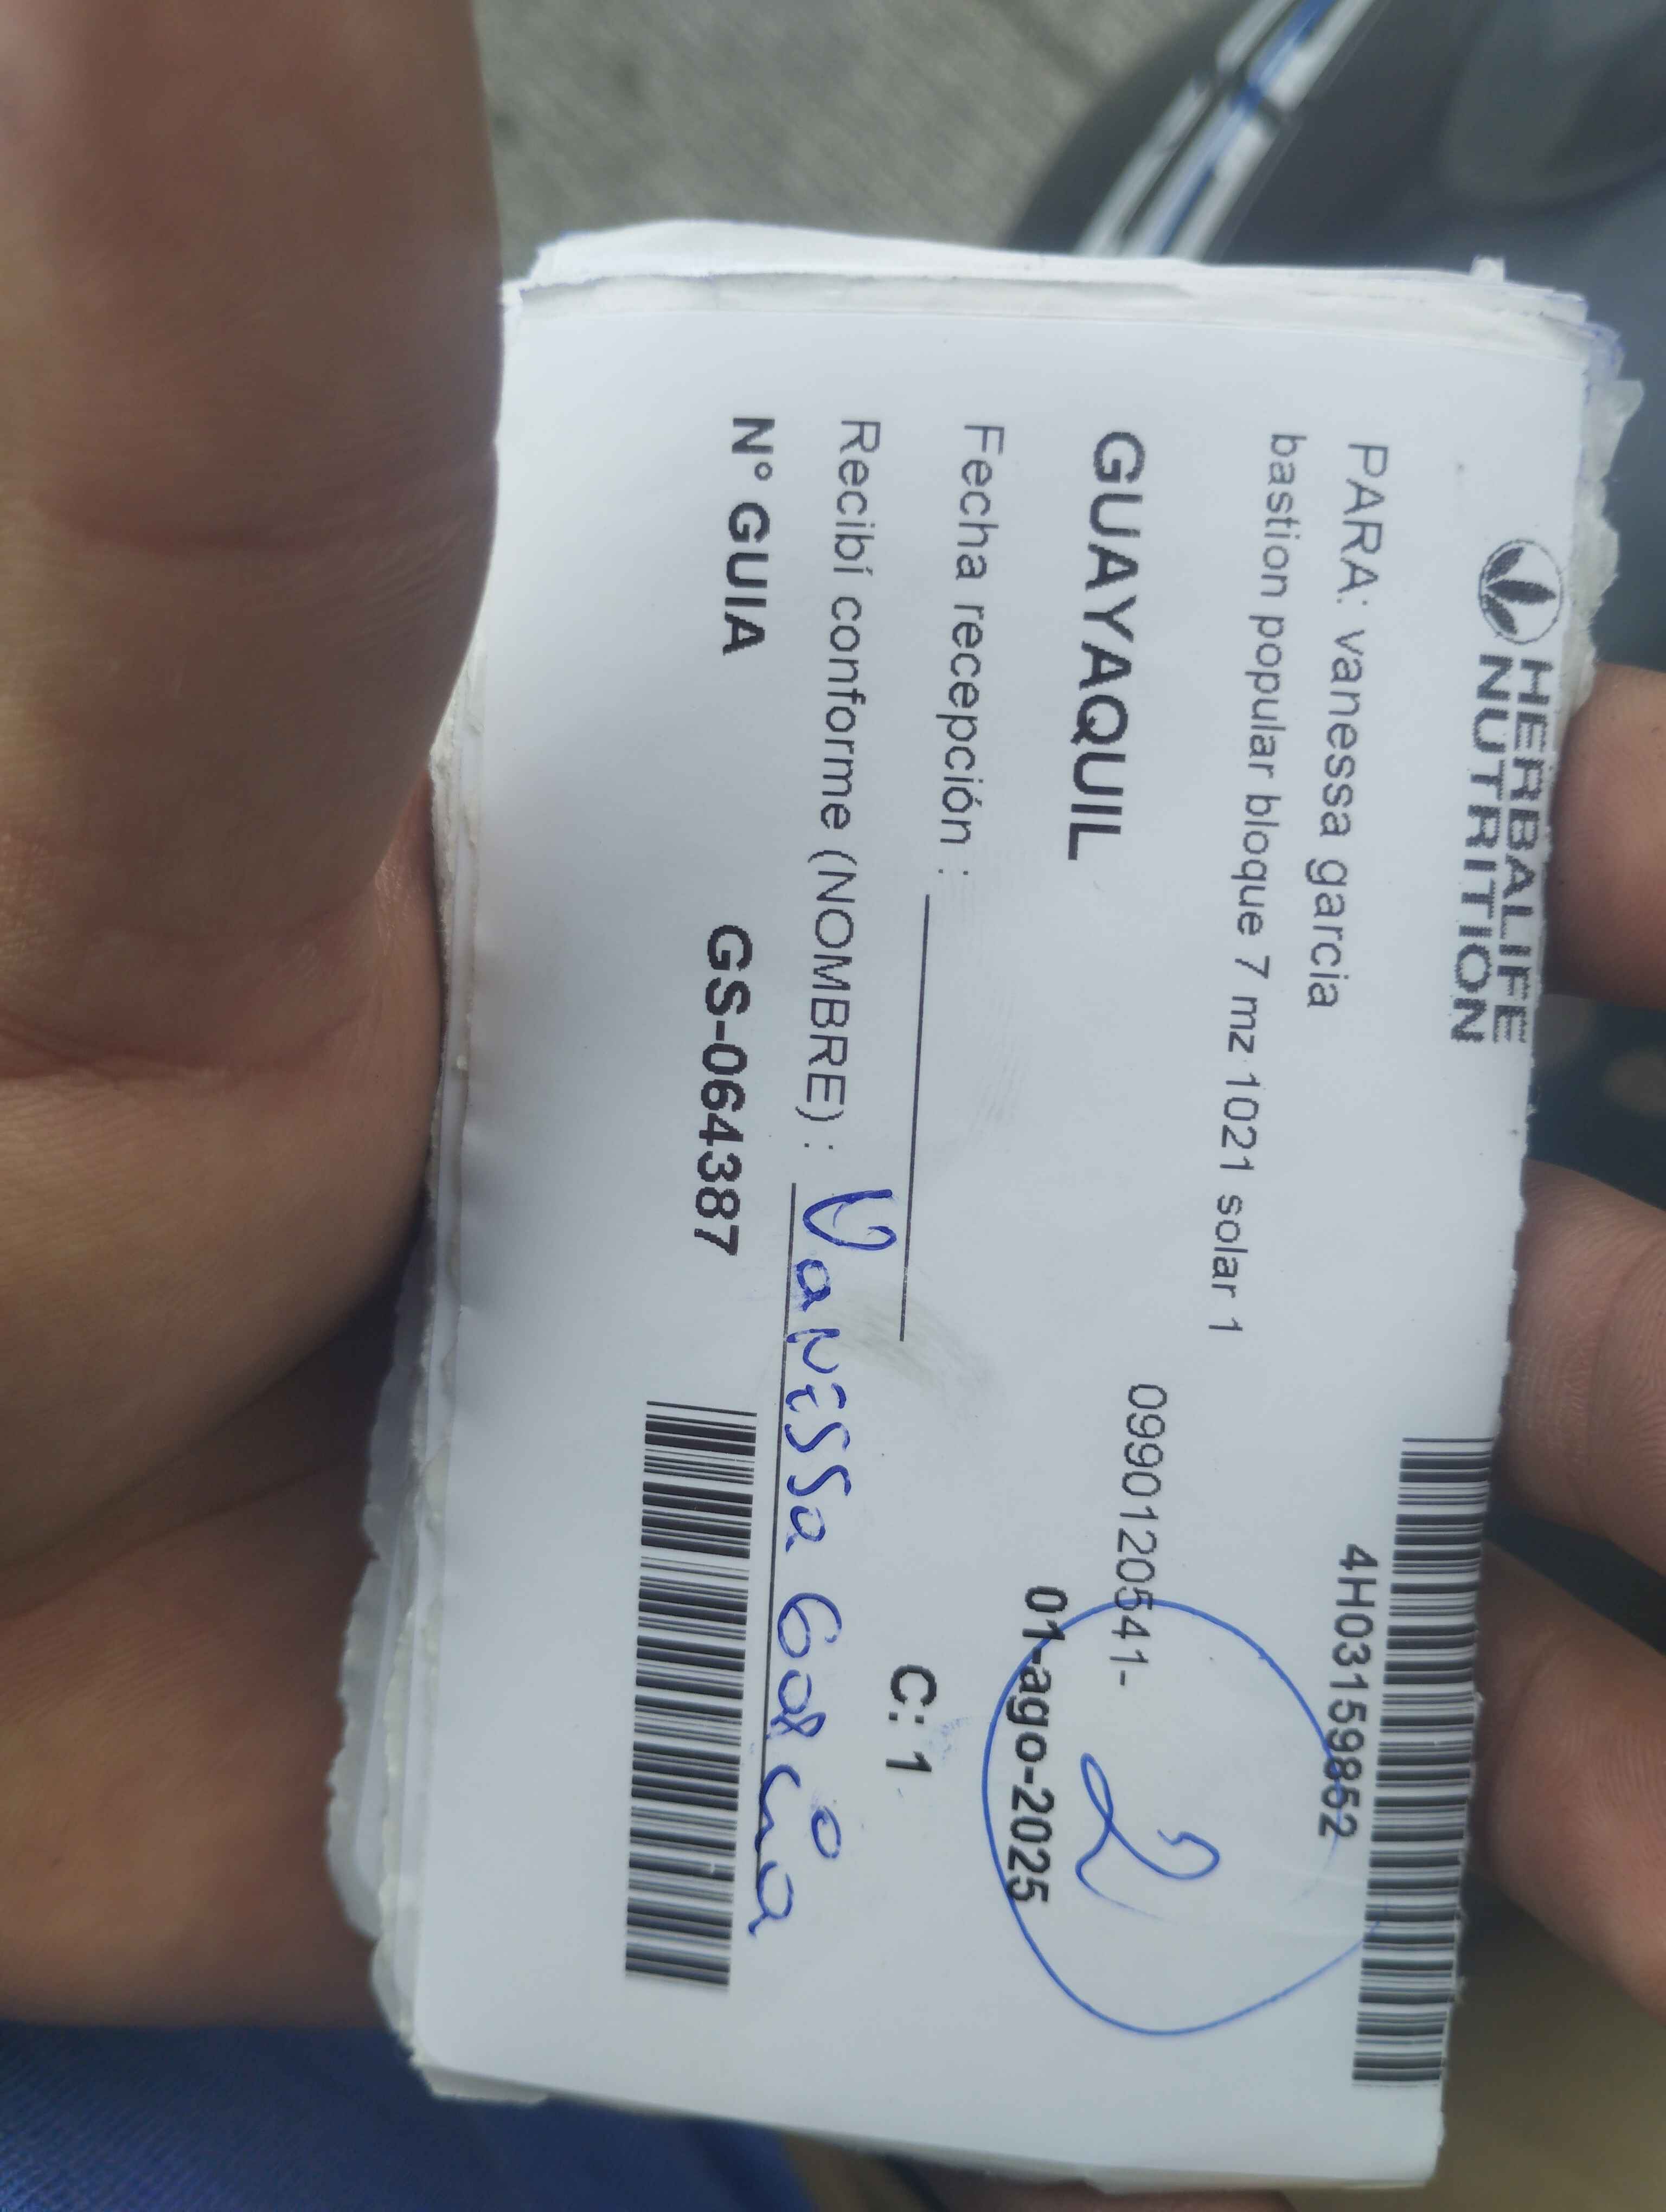 HERBALIFE
NUTRITION
4H03159852
PARA: vanessa garcia
bastion popular bloque 7 mz 1021 solar 1
0990120541-
2
GUAYAQUIL
01-ago-2025
Fecha recepción :
C: 1
Recibí conforme (NOMBRE) : Vanessa Garcia
N° GUIA GS-064387